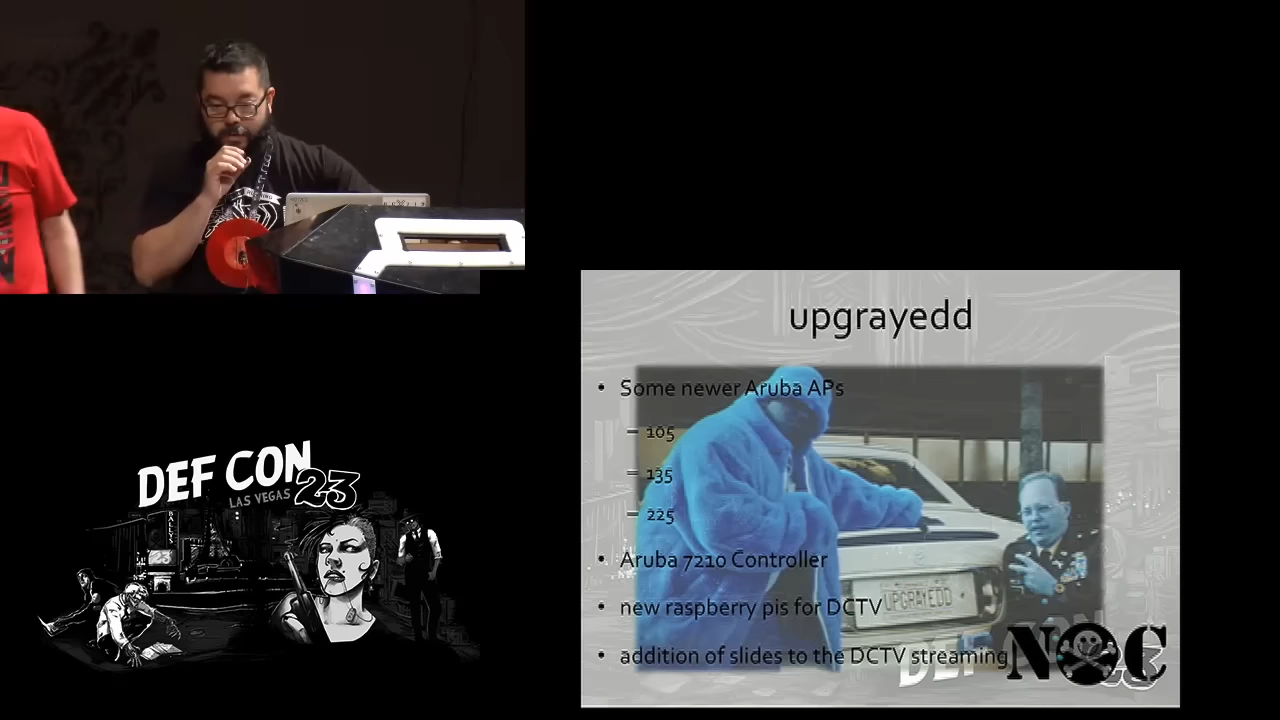 upgrayedd
• Some newer Aruba APs
– 105
– 135
– 225
• Aruba 7210 Controller
• new raspberry pis for DCTV
• addition of slides to the DCTV streaming
UPGRAYEDD
NOC
DEF CON 23
LAS VEGAS
BALLY'S